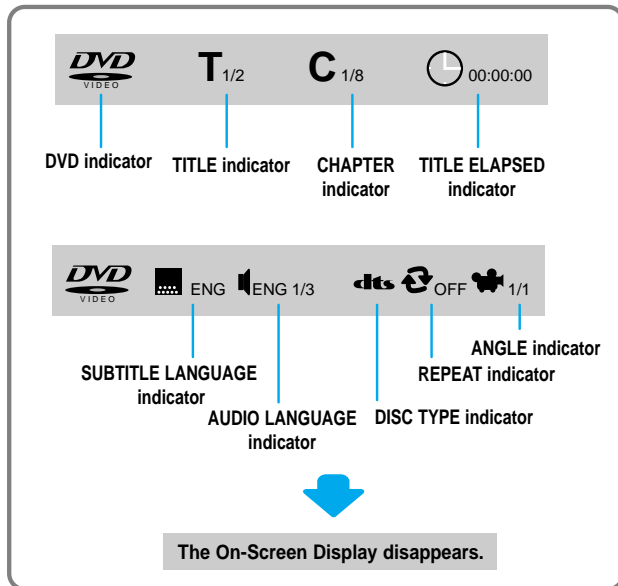 DVD
VIDEO
T 1/2
C 1/8
00:00:00
DVD indicator
TITLE indicator
CHAPTER
indicator
TITLE ELAPSED
indicator
DVD
VIDEO
ENG
ENG 1/3
dts
OFF
1/1
ANGLE indicator
SUBTITLE LANGUAGE
indicator
REPEAT indicator
AUDIO LANGUAGE
indicator
DISC TYPE indicator
The On-Screen Display disappears.